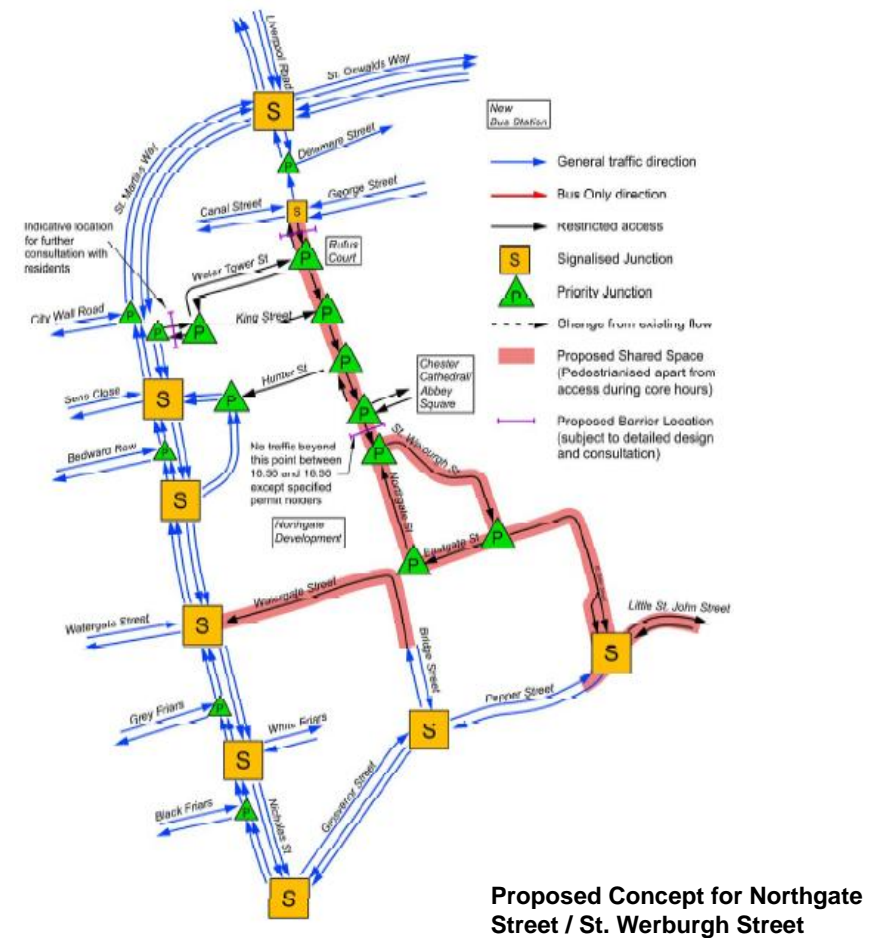 Liverpool Road
St. Oswalds Way
New
Bus Station
Delamere Street
General traffic direction
St. Martins Way
Bus Only direction
Canal Street
George Street
S
Indicative location
for further
consultation with
residents
Restricted access
Rufus
Court
S
Signalised Junction
Water Tower St
P
Priority Junction
City Wall Road
King Street
Change from existing flow
Proposed Shared Space
(Pedestrianised apart from
access during core hours)
Hunter St
Chester
Cathedral/
Abbey
Square
Proposed Barrier Location
(subject to detailed design
and consultation)
Bedward Row
No traffic beyond
this point between
10.30 and 16.30
except specified
permit holders
St. Werburgh St
Northgate St
Northgate
Development
Eastgate St
Watergate Street
Watergate Street
Little St. John Street
Bridge Street
Pepper Street
Grey Friars
White Friars
Grosvenor Street
Black Friars
Nicholas St
Proposed Concept for Northgate
Street / St. Werburgh Street